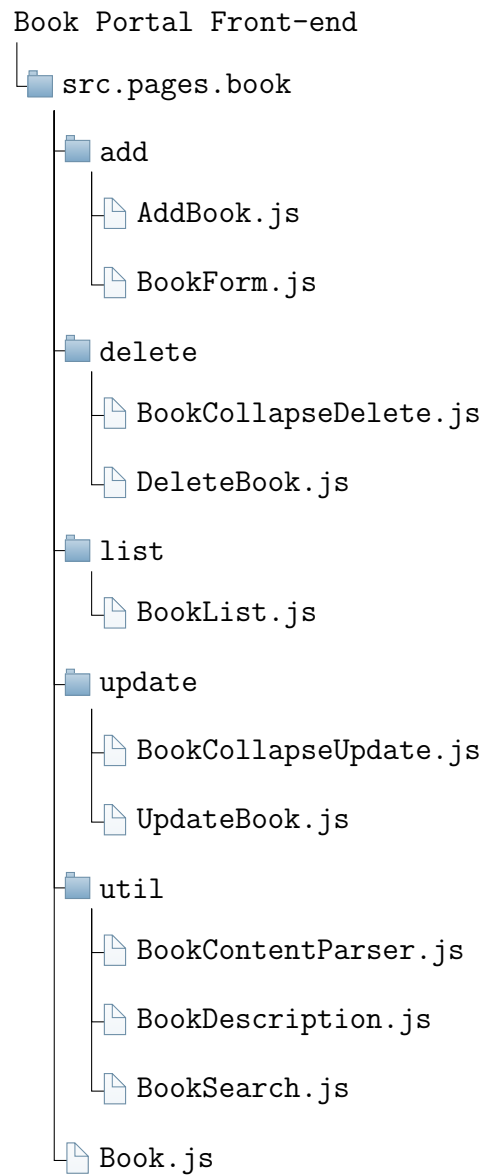 Book Portal Front-end
src.pages.book
add
AddBook.js
BookForm.js
delete
BookCollapseDelete.js
DeleteBook.js
list
BookList.js
update
BookCollapseUpdate.js
UpdateBook.js
util
BookContentParser.js
BookDescription.js
BookSearch.js
Book.js